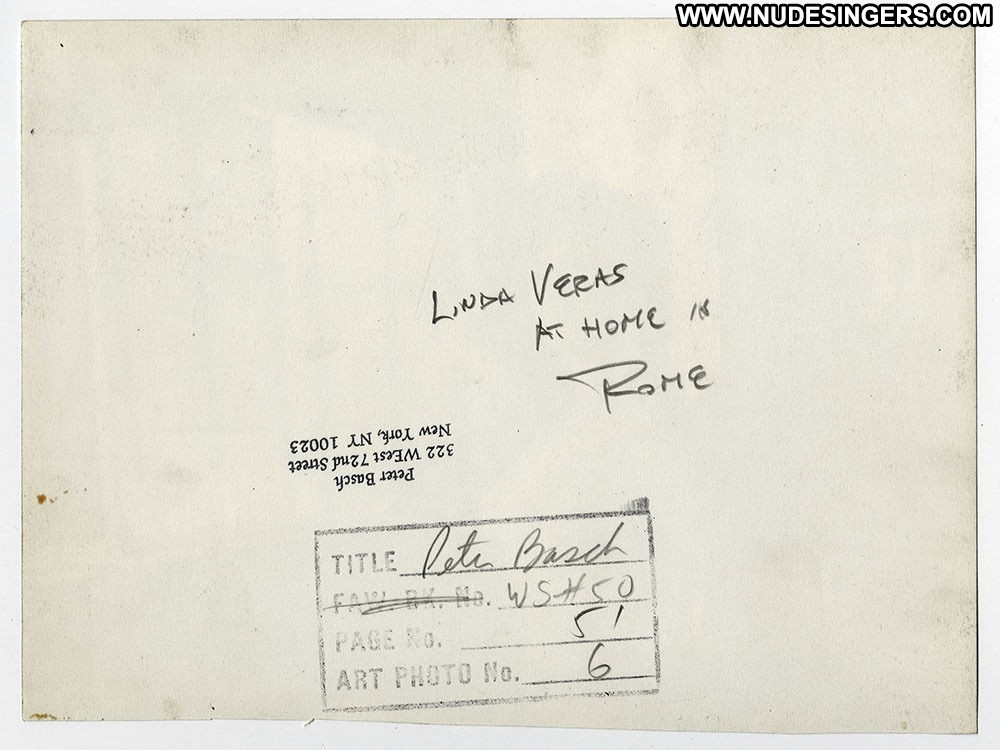 WWW.NUDESINGERS.COM
LINDA VERAS
AT HOME IN
ROME
Peter Basch
322 WEest 72nd Street
New York, NY 10023
TITLE Peter Basch
FAW. BK. No. WS#50
PAGE No. 51
ART PHOTO No. 6